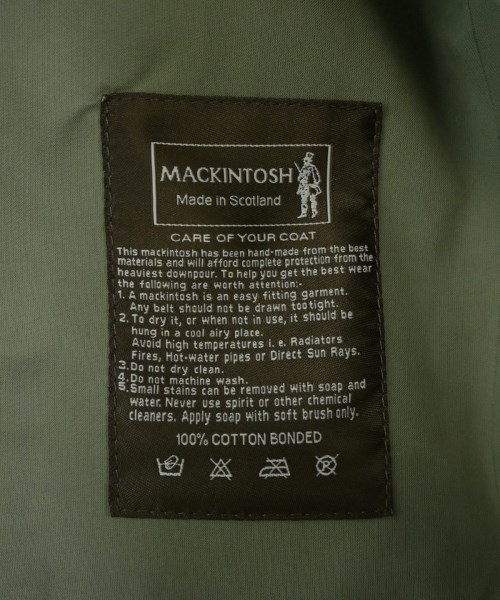 MACKINTOSH
Made in Scotland
CARE OF YOUR COAT
This mackintosh has been hand-made from the best
materials and will afford complete protection from the
heaviest downpour. To help you get the best wear
the following are worth attention:-
1. A mackintosh is an easy fitting garment.
Any belt should not be drawn too tight.
2. To dry it, or when not in use, it should be
hung in a cool airy place.
Avoid high temperatures i. e. Radiators
Fires, Hot-water pipes or Direct Sun Rays.
3. Do not dry clean.
4. Do not machine wash.
5. Small stains can be removed with soap and
water. Never use spirit or other chemical
cleaners. Apply soap with soft brush only.
100% COTTON BONDED